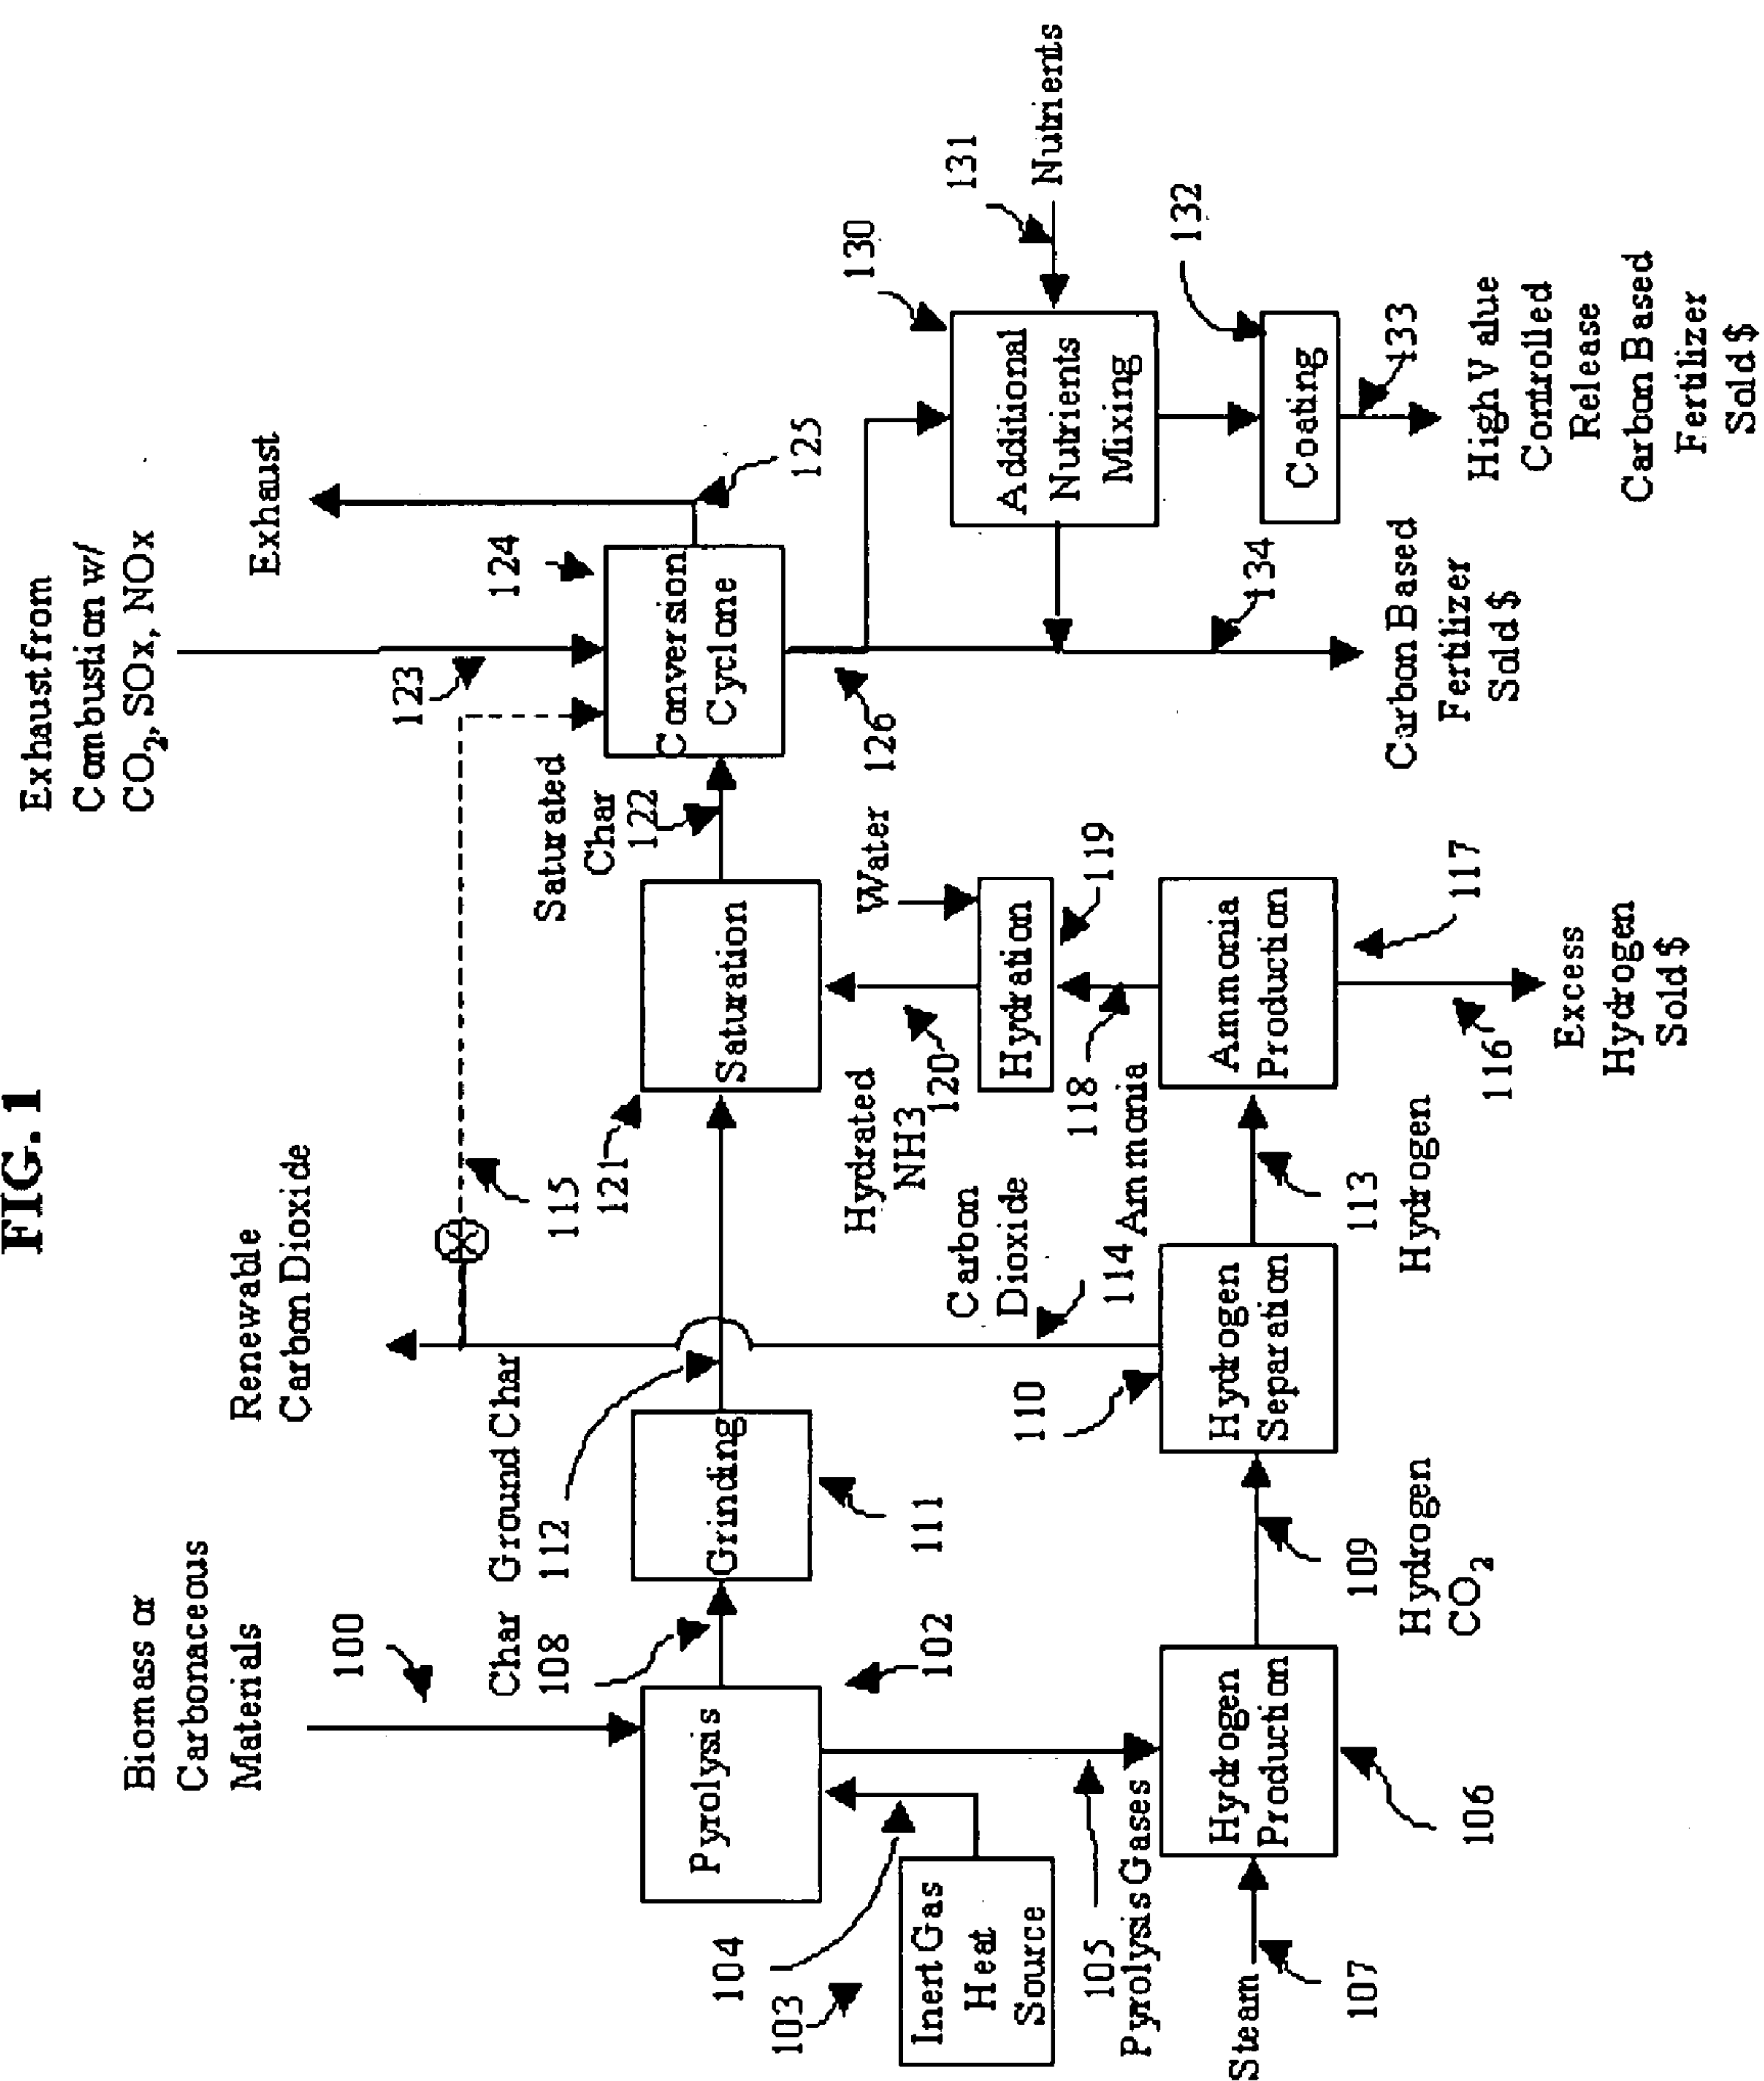 FIG. 1
Biomass or
Carbonaceous
Materials
100
Renewable
Carbon Dioxide
115
Exhaust from
Combustion w/
CO2, SOx, NOx
123
Exhaust
124
125
Char
108
Ground Char
112
121
Saturated
Char
122
Pyrolysis
Grinding
Saturation
Conversion
Cyclone
102
111
126
104
103
Inert Gas
Heat
Source
105
Pyrolysis Gases
110
Carbon
Dioxide
114
Hydrated
NH3
120
Water
Hydration
119
118
Ammonia
130
131
Nutrients
Additional
Nutrients
Mixing
132
Coating
133
134
Steam
107
Hydrogen
Production
106
109
Hydrogen
CO2
Hydrogen
Separation
113
Hydrogen
Ammonia
Production
117
116
Excess
Hydrogen
Sold $
Carbon Based
Fertilizer
Sold $
High Value
Controlled
Release
Carbon Based
Fertilizer
Sold $